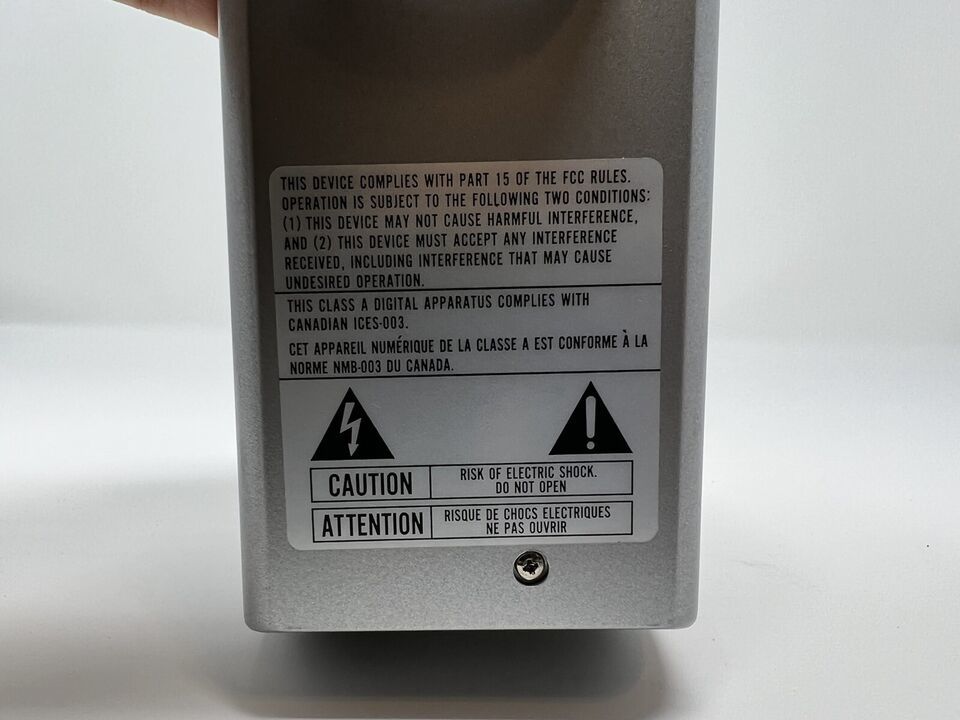 THIS DEVICE COMPLIES WITH PART 15 OF THE FCC RULES.
OPERATION IS SUBJECT TO THE FOLLOWING TWO CONDITIONS:
(1) THIS DEVICE MAY NOT CAUSE HARMFUL INTERFERENCE,
AND (2) THIS DEVICE MUST ACCEPT ANY INTERFERENCE
RECEIVED, INCLUDING INTERFERENCE THAT MAY CAUSE
UNDESIRED OPERATION.
THIS CLASS A DIGITAL APPARATUS COMPLIES WITH
CANADIAN ICES-003.
CET APPAREIL NUMÉRIQUE DE LA CLASSE A EST CONFORME À LA
NORME NMB-003 DU CANADA.
CAUTION
RISK OF ELECTRIC SHOCK.
DO NOT OPEN
ATTENTION
RISQUE DE CHOCS ELECTRIQUES
NE PAS OUVRIR